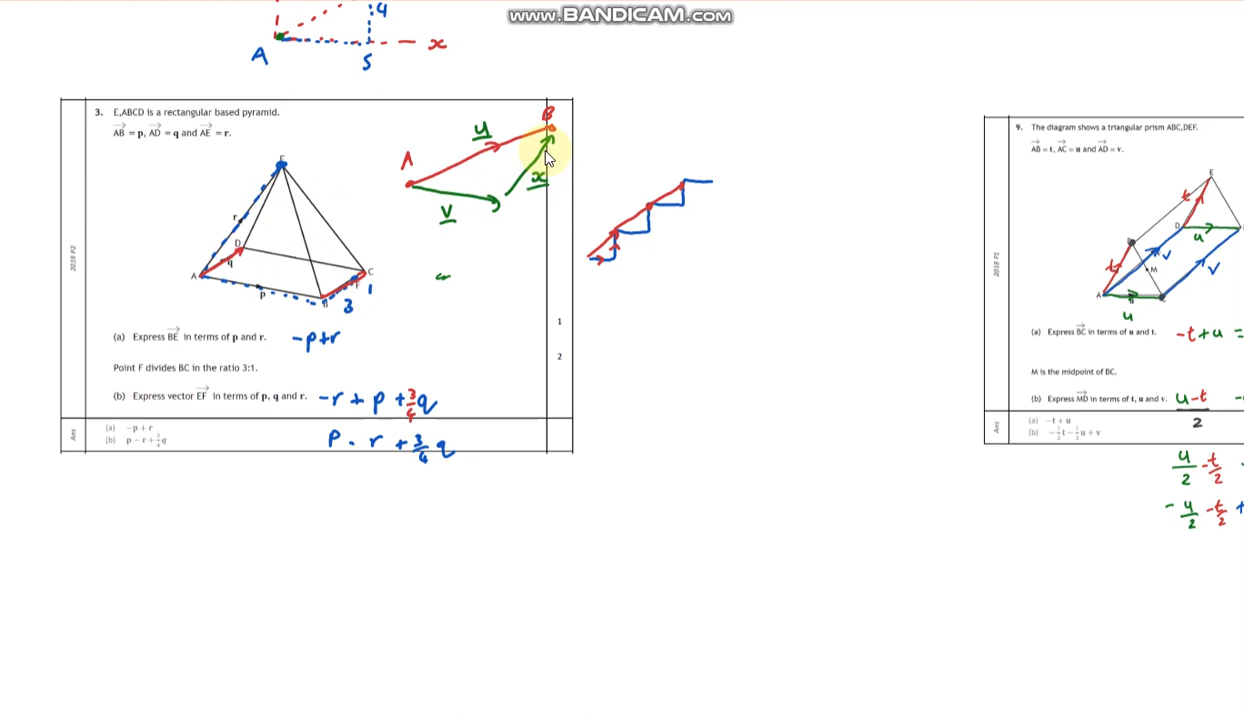 www.BANDICAM.com
4
x
A
5
3. E,ABCD is a rectangular based pyramid.
AB = p, AD = q and AE = r.
E
r
D
q
A
p
B
C
F
1
3
A
u
B
v
x
2019 P2
(a) Express BE in terms of p and r. -p+r
1
2
Point F divides BC in the ratio 3:1.
(b) Express vector EF in terms of p, q and r. -r + p + 3/4 q
Ans
(a) -p + r
(b) p - r + 3/4 q
p - r + 3/4 q
9. The diagram shows a triangular prism ABC,DEF.
AB = t, AC = u and AD = v.
E
t
D
u
v
t
M
v
A
u
2018 P1
(a) Express BC in terms of u and t. -t+u =
M is the midpoint of BC.
(b) Express MD in terms of t, u and v. u-t -
2
Ans
(a) -t + u
(b) -1/2 t - 1/2 u + v
u/2 - t/2
- u/2 - t/2 +